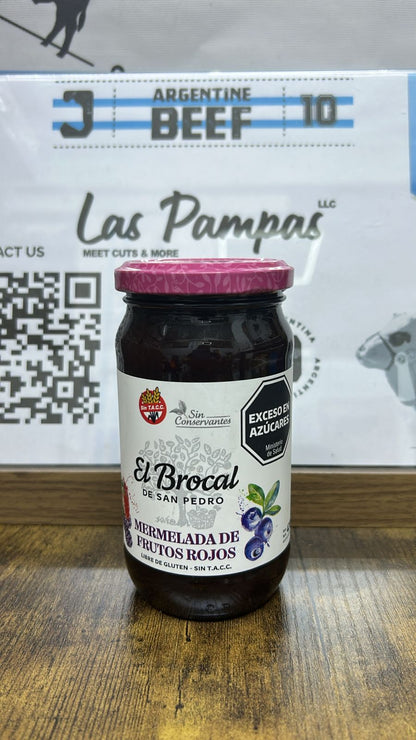 J
ARGENTINE
BEEF
10
Las Pampas LLC
MEET CUTS & MORE
ACT US
ARGENTINA
Sin T.A.C.C.
Sin
Conservantes
EXCESO EN
AZÚCARES
Ministerio
de Salud
El Brocal
DE SAN PEDRO
MERMELADA DE
FRUTOS ROJOS
LIBRE DE GLUTEN - SIN T.A.C.C.